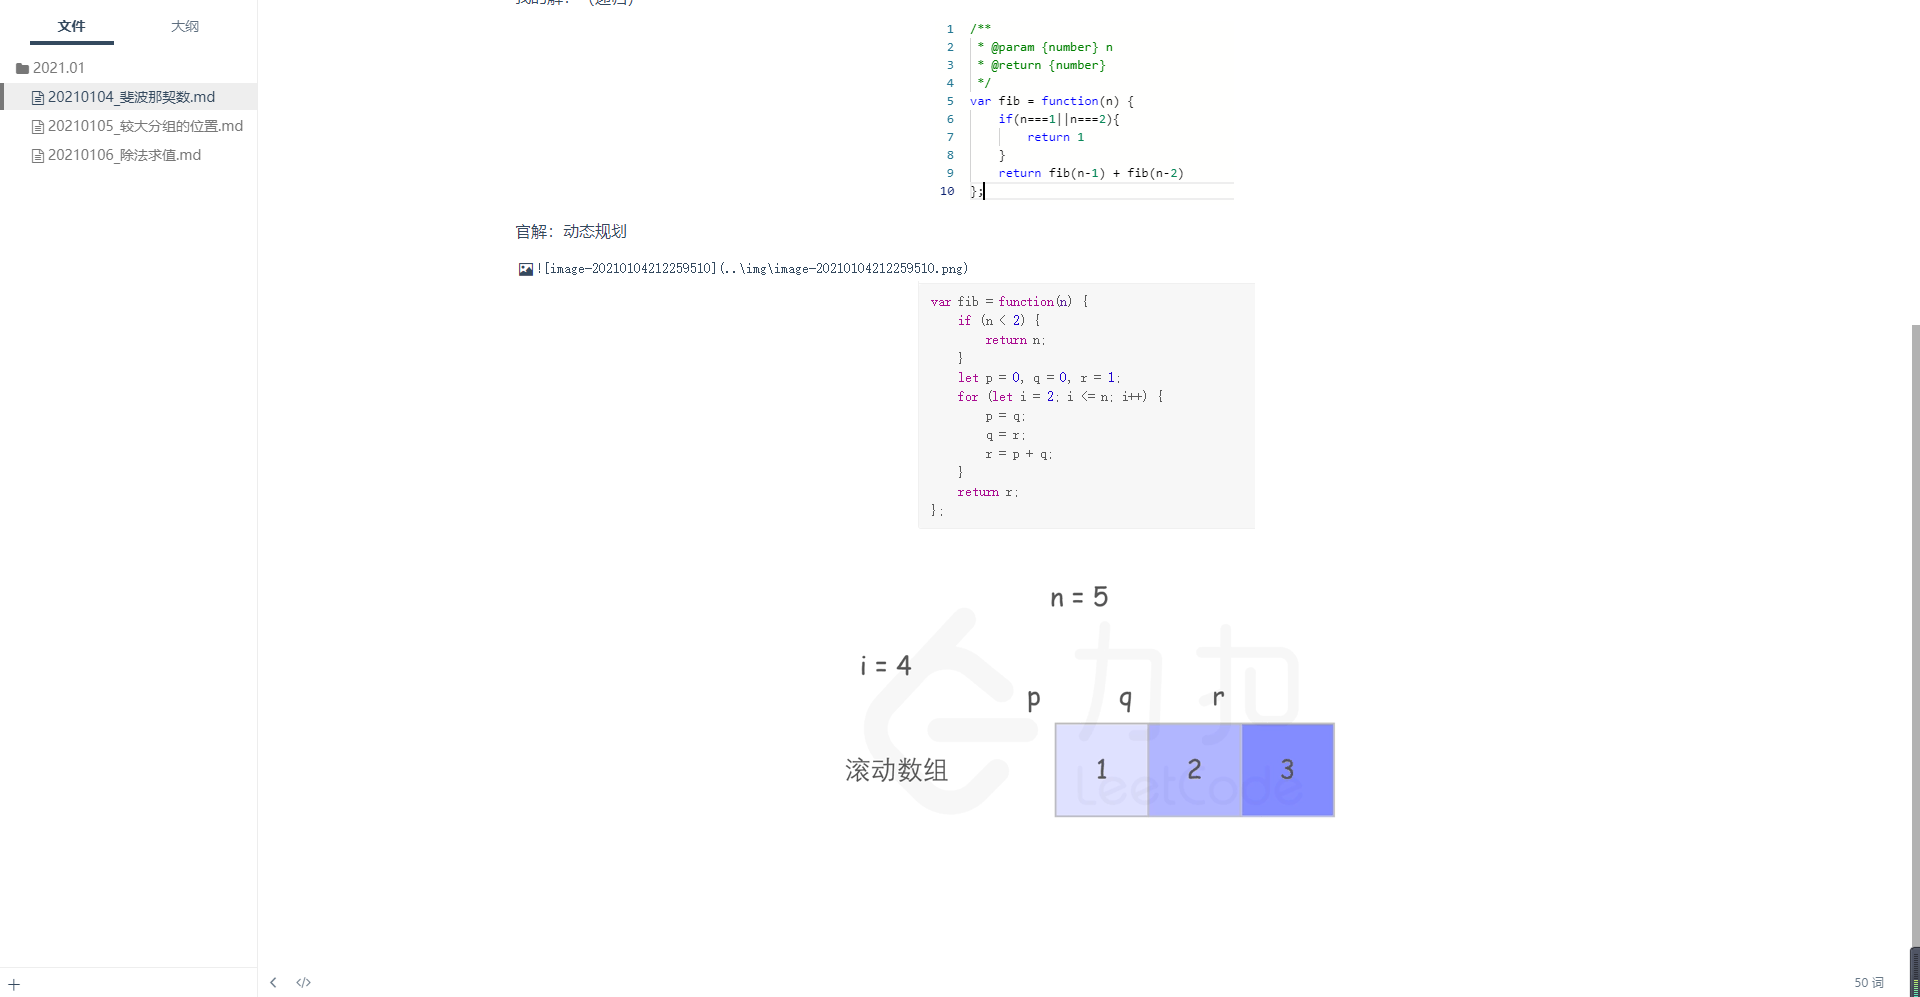 文件 大纲
2021.01
20210104_斐波那契数.md
20210105_较大分组的位置.md
20210106_除法求值.md
我的解：（递归）
1 /**
2  * @param {number} n
3  * @return {number}
4  */
5 var fib = function(n) {
6     if(n===1||n===2){
7         return 1
8     }
9     return fib(n-1) + fib(n-2)
10 };
官解：动态规划
![image-20210104212259510](..\img\image-20210104212259510.png)
var fib = function(n) {
    if (n < 2) {
        return n;
    }
    let p = 0, q = 0, r = 1;
    for (let i = 2; i <= n; i++) {
        p = q;
        q = r;
        r = p + q;
    }
    return r;
};
n = 5
力扣
i = 4
p q r
滚动数组 1 2 3
LeetCode
50 词